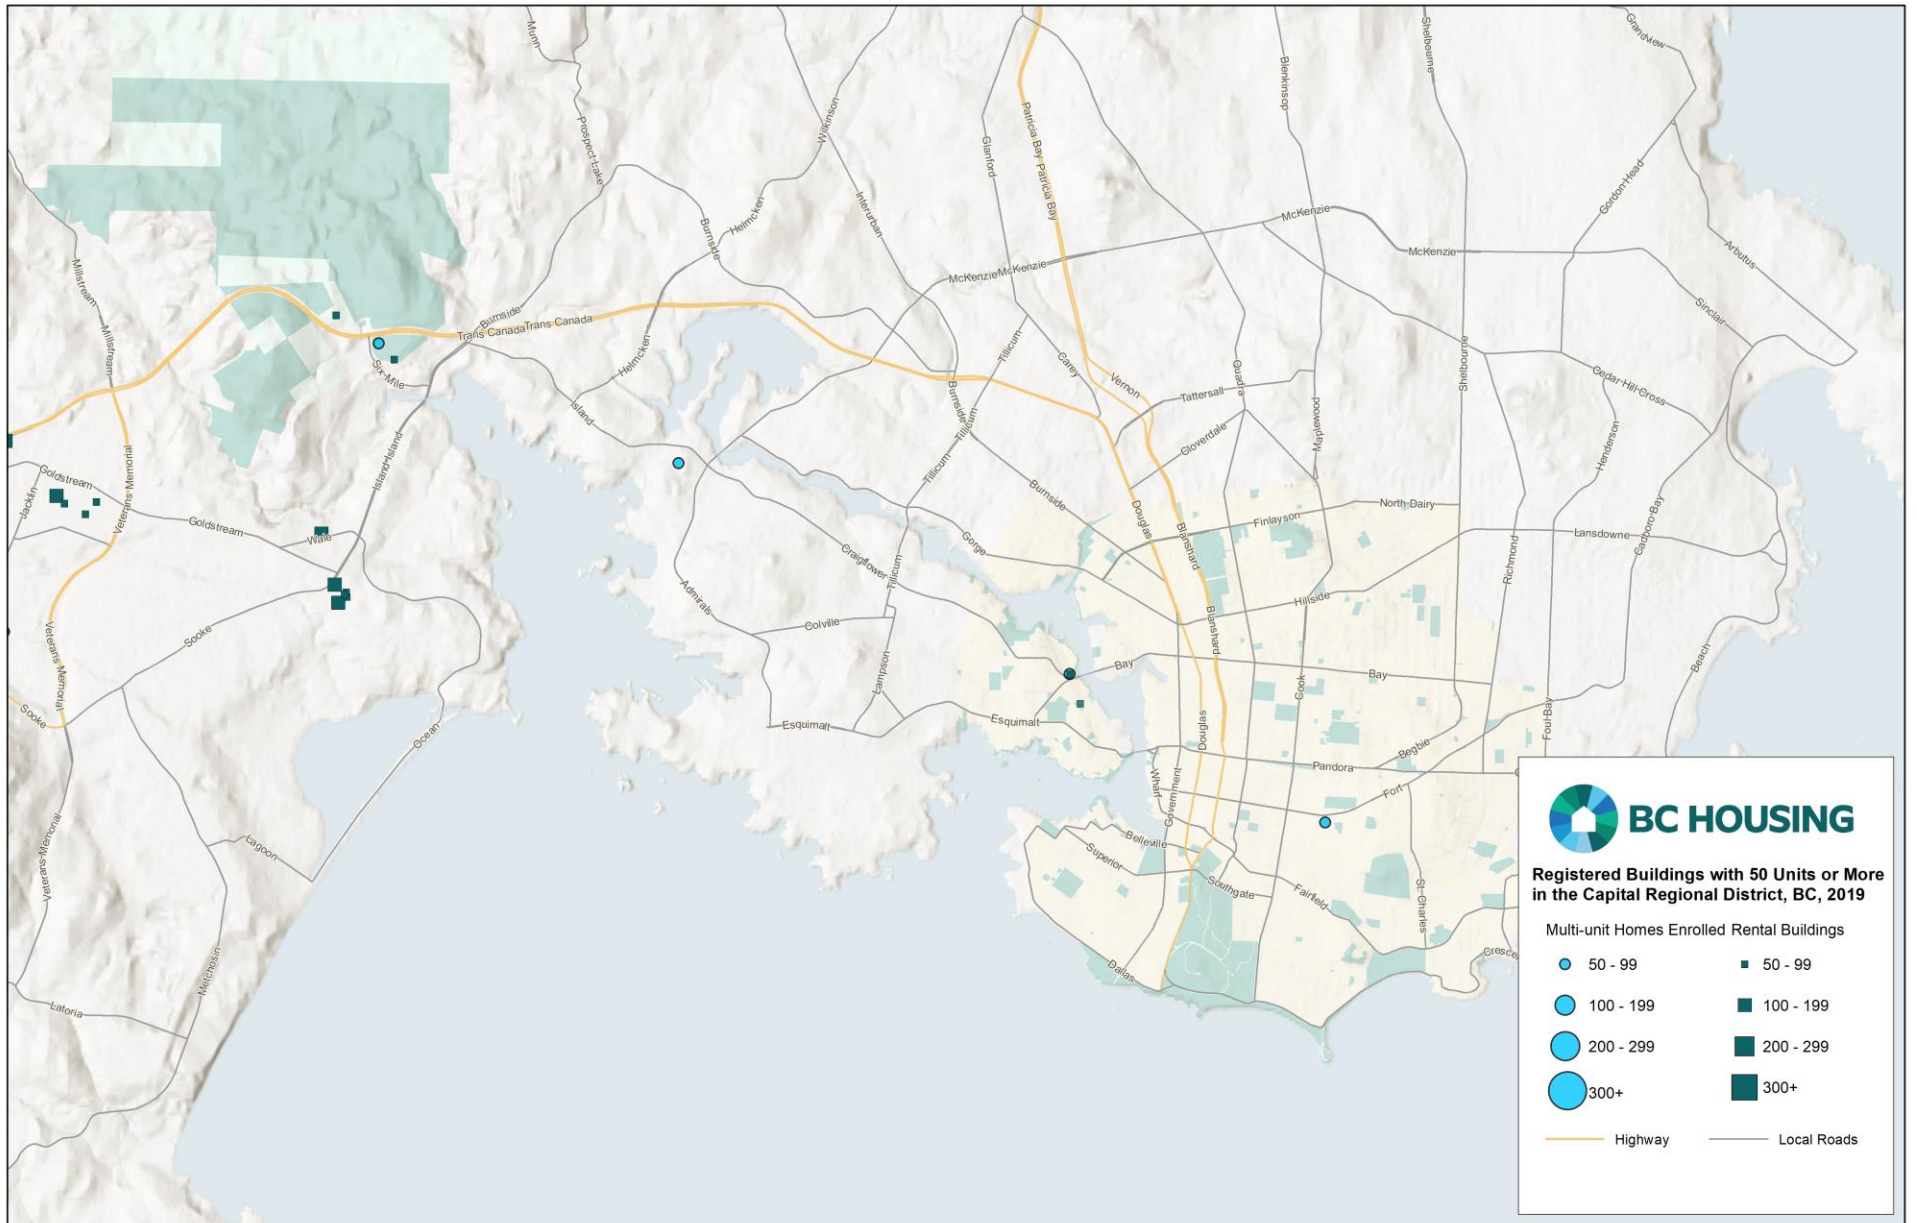 Munn
Shelbourne
Grandview
Blenkinsop
Prospect Lake
Wilkinson
Glanford
Patricia Bay Patricia Bay
Gordon Head
Interurban
Helmcken
Burnside
McKenzie
McKenzie
Arbutus
Millstream
McKenzie McKenzie
Sinclair
Burnside
Trans Canada Trans Canada
Millstream
Helmcken
Tillicum
Carey
Vernon
Quadra
Shelbourne
Six Mile
Tattersall
Cedar Hill Cross
Island
Burnside
Tillicum
Maplewood
Cloverdale
Henderson
Veterans Memorial
Island Island
Goldstream
Jacklin
Tillicum
Burnside
North Dairy
Goldstream
Wale
Douglas
Blanshard
Finlayson
Lansdowne
Cadboro Bay
Gorge
Craigflower
Tillicum
Richmond
Admirals
Hillside
Colville
Blanshard
Sooke
Veterans Memorial
Lampson
Bay
Bay
Cook
Beach
Sooke
Ocean
Esquimalt
Esquimalt
Douglas
Foul Bay
Begbie
Pandora
Wharf
Government
Fort
Lagoon
Veterans Memorial
Belleville
Superior
Southgate
Fairfield
St. Charles
Dallas
Metchosin
Latoria
BC HOUSING
Registered Buildings with 50 Units or More
in the Capital Regional District, BC, 2019
Multi-unit Homes Enrolled Rental Buildings
50 - 99 50 - 99
100 - 199 100 - 199
200 - 299 200 - 299
300+ 300+
Highway Local Roads